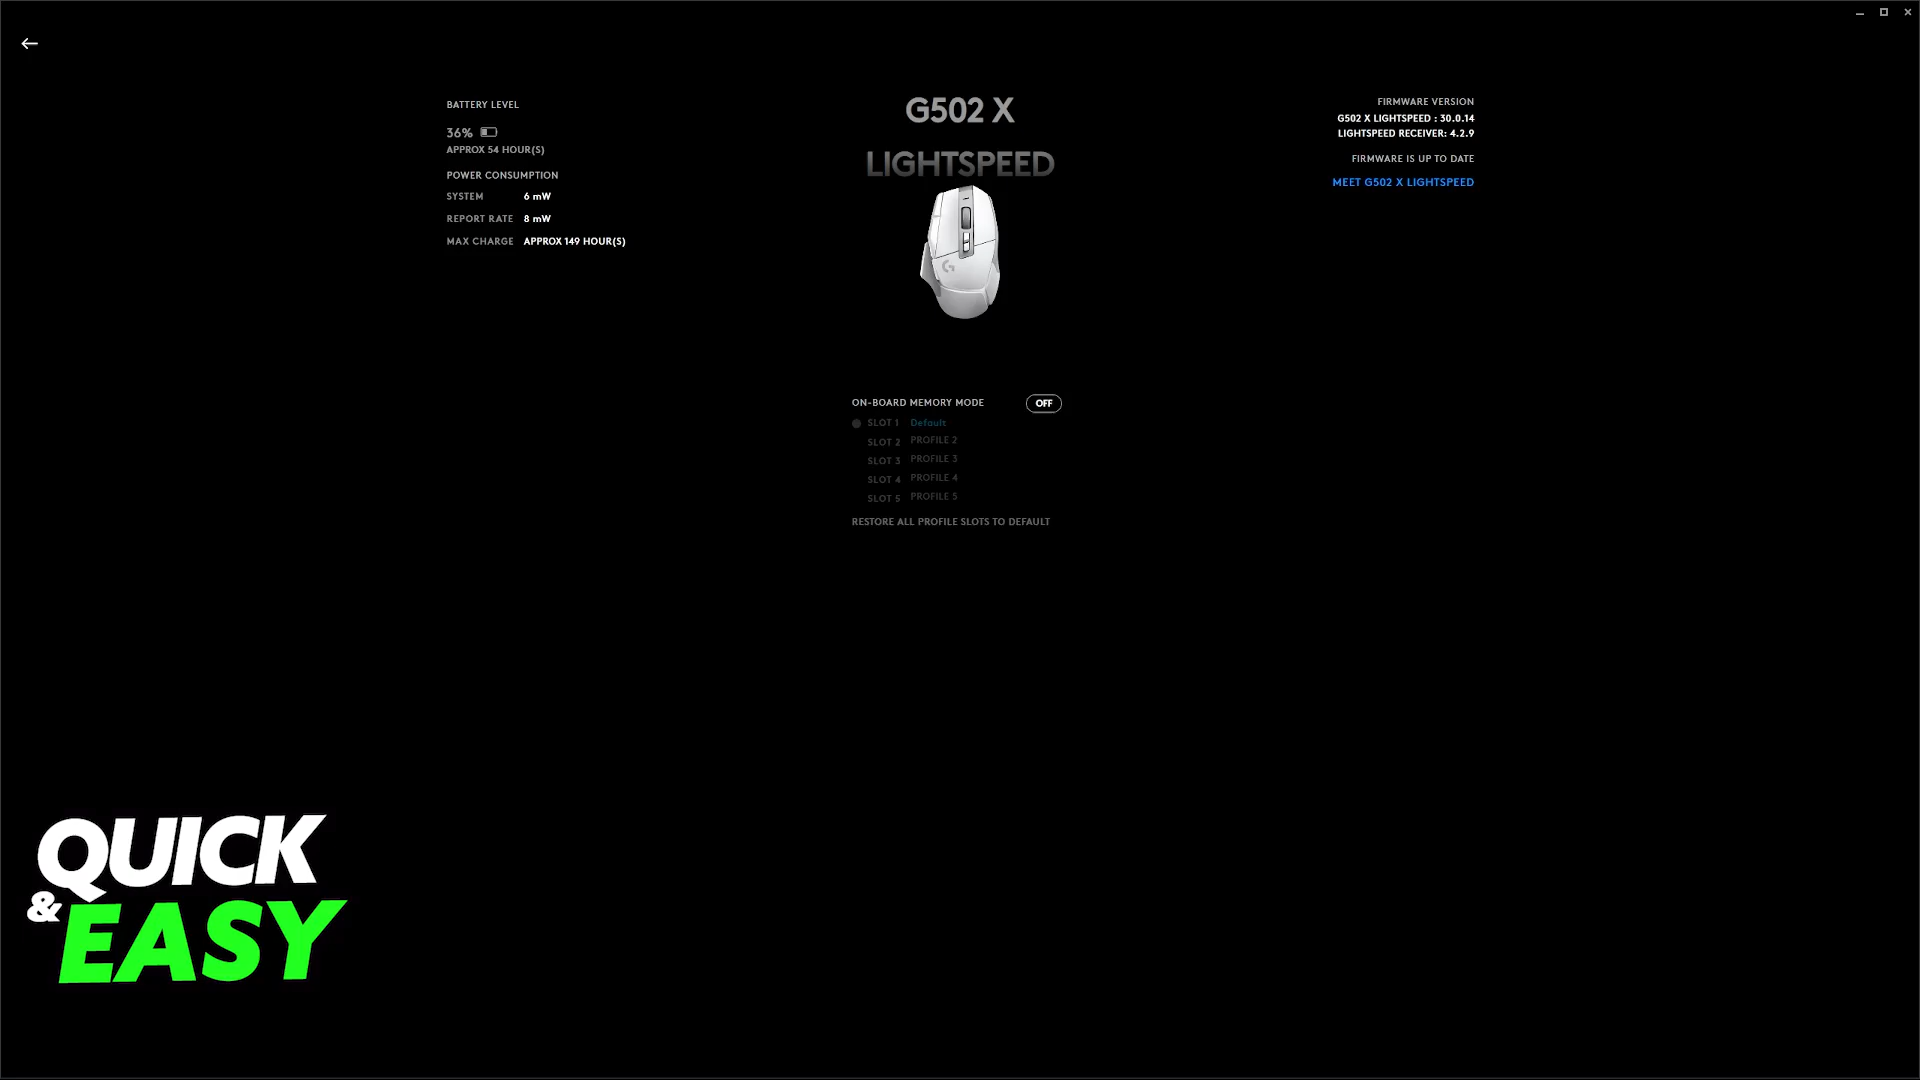 BATTERY LEVEL
36%
APPROX 54 HOUR(S)
POWER CONSUMPTION
SYSTEM 6 mW
REPORT RATE 8 mW
MAX CHARGE APPROX 149 HOUR(S)
G502 X
LIGHTSPEED
FIRMWARE VERSION
G502 X LIGHTSPEED : 30.0.14
LIGHTSPEED RECEIVER: 4.2.9
FIRMWARE IS UP TO DATE
MEET G502 X LIGHTSPEED
ON-BOARD MEMORY MODE OFF
SLOT 1 Default
SLOT 2 PROFILE 2
SLOT 3 PROFILE 3
SLOT 4 PROFILE 4
SLOT 5 PROFILE 5
RESTORE ALL PROFILE SLOTS TO DEFAULT
QUICK
& EASY